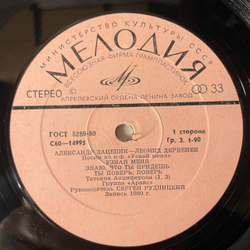 МИНИСТЕРСТВО КУЛЬТУРЫ СССР
МЕЛОДИЯ
ВСЕСОЮЗНАЯ ФИРМА ГРАМПЛАСТИНОК
СТЕРЕО
33
АПРЕЛЕВСКИЙ ОРДЕНА ЛЕНИНА ЗАВОД
ГОСТ 5289-80
1 сторона
С60—14995
Гр. 3. 1-90
АЛЕКСАНДР ЗАЦЕПИН—ЛЕОНИД ДЕРБЕНЕВ
Песни из к/ф «Узнай меня»
УЗНАЙ МЕНЯ
ЗНАЮ, ЧТО ТЫ ПРИДЕШЬ
ТЫ ПОВЕРЬ, ПОВЕРЬ
Татьяна Анциферова (1, 3)
Группа «Аракс»
Руководитель СЕРГЕЙ РУДНИЦКИЙ
Запись 1980 г.